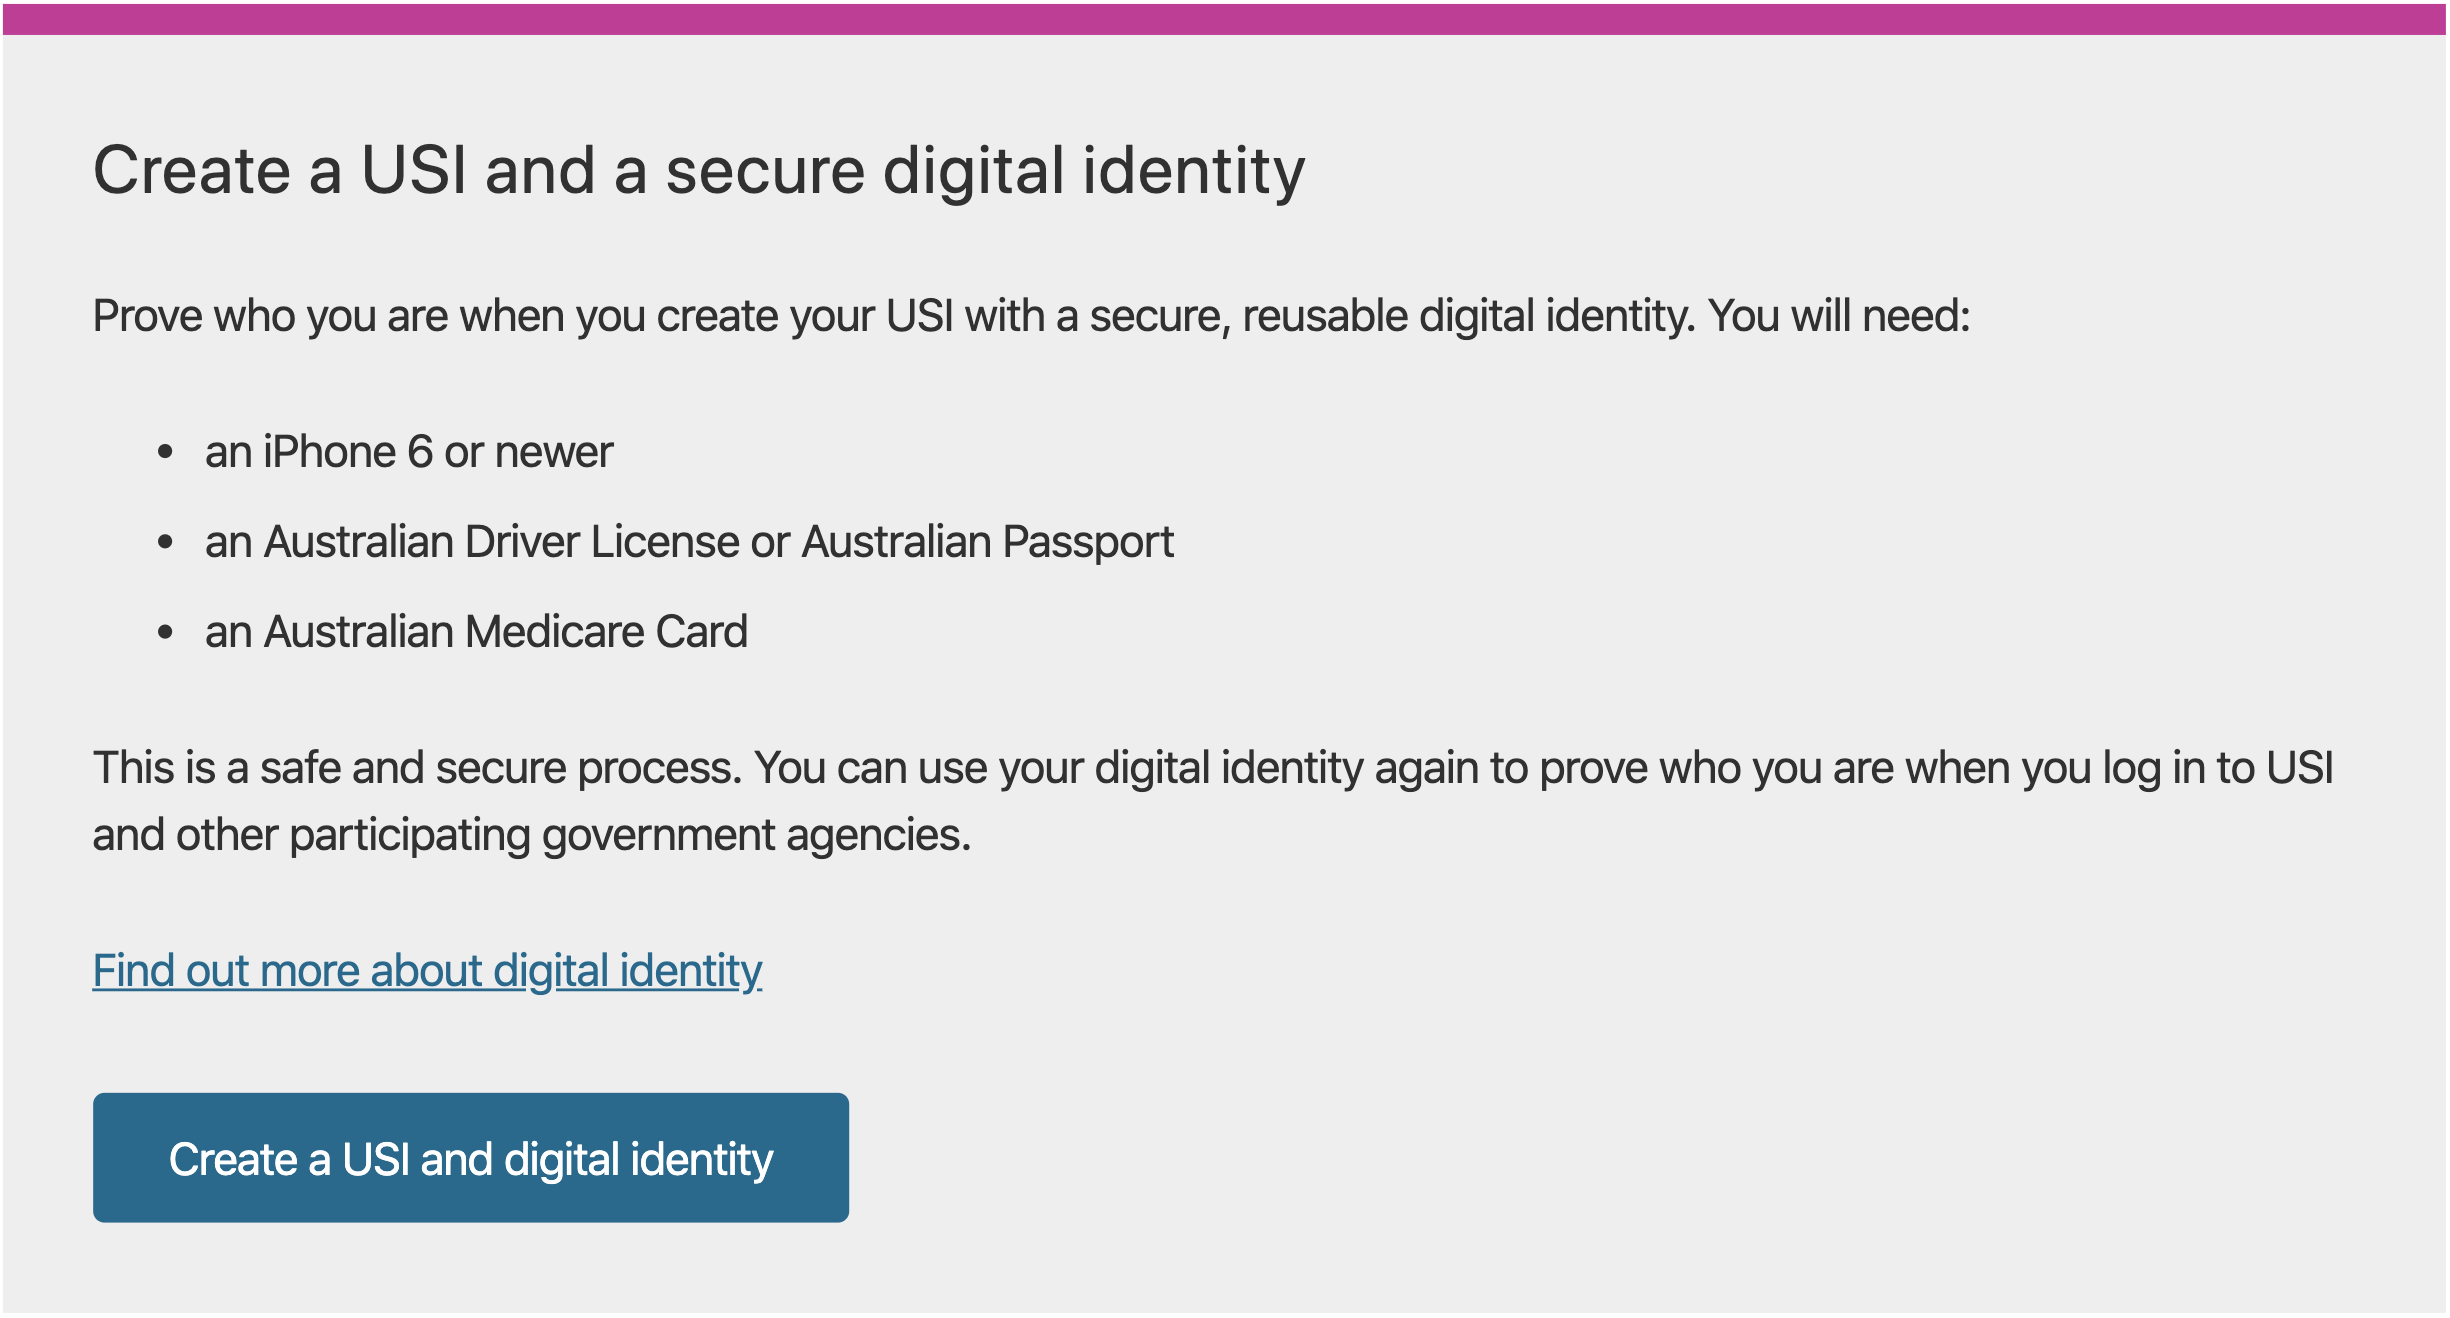 Create a USI and a secure digital identity
Prove who you are when you create your USI with a secure, reusable digital identity. You will need:
• an iPhone 6 or newer
• an Australian Driver License or Australian Passport
• an Australian Medicare Card
This is a safe and secure process. You can use your digital identity again to prove who you are when you log in to USI
and other participating government agencies.
Find out more about digital identity
Create a USI and digital identity